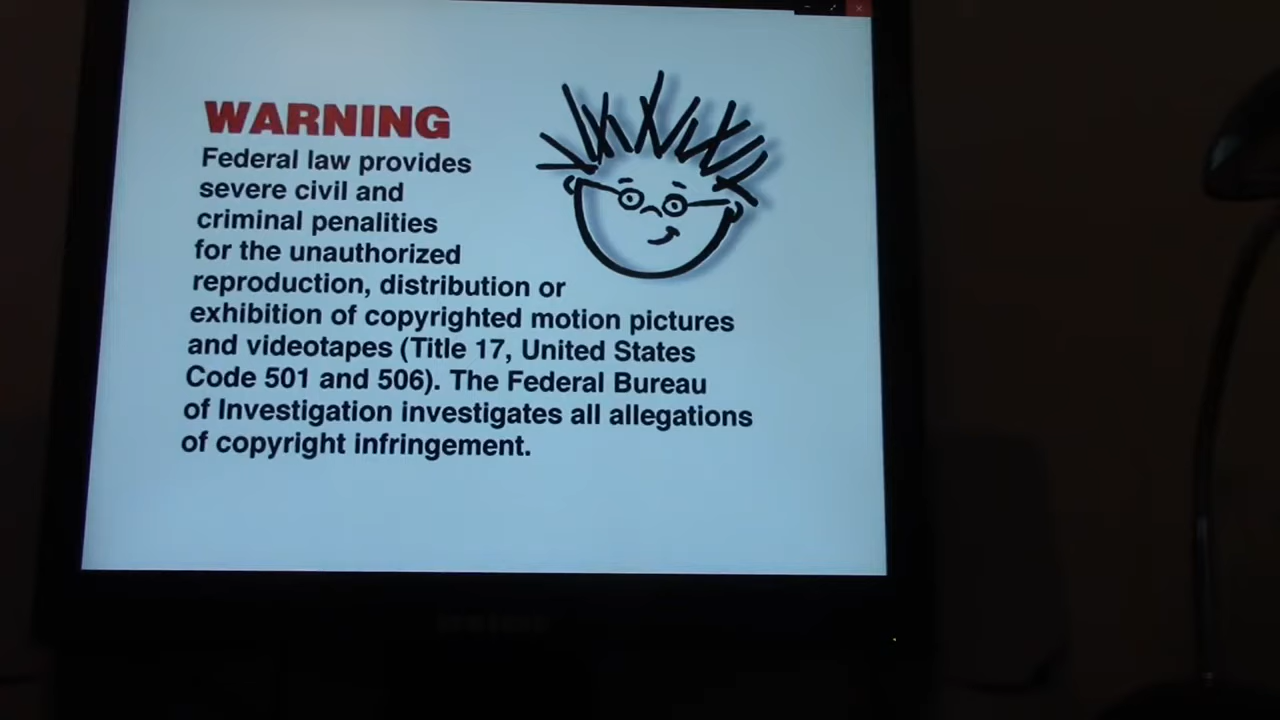 WARNING
Federal law provides
severe civil and
criminal penalities
for the unauthorized
reproduction, distribution or
exhibition of copyrighted motion pictures
and videotapes (Title 17, United States
Code 501 and 506). The Federal Bureau
of Investigation investigates all allegations
of copyright infringement.